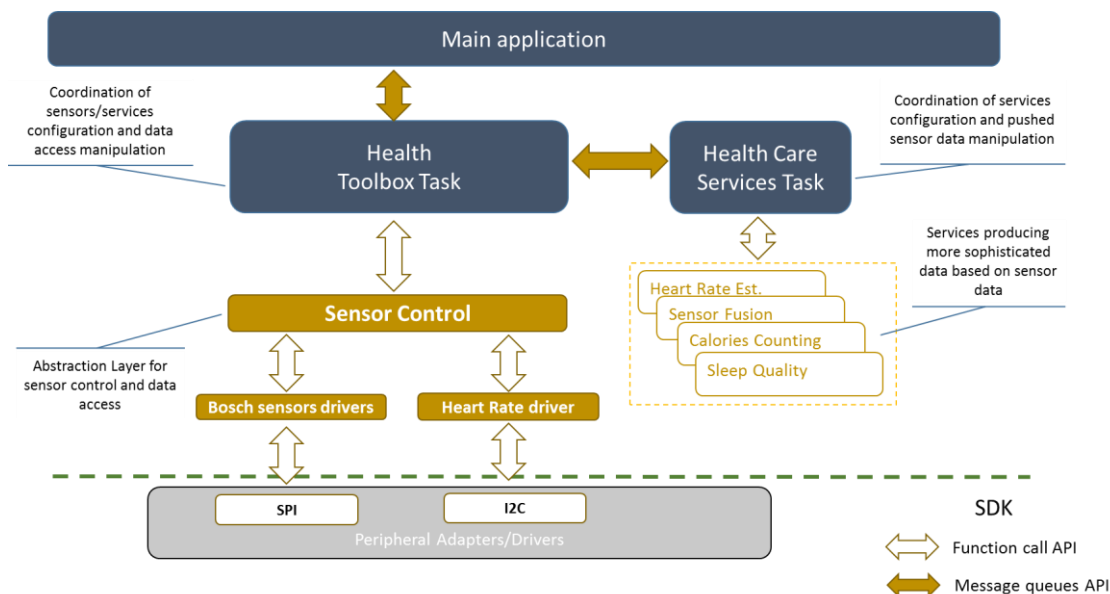 Main application
Coordination of
sensors/services
configuration and data
access manipulation
Coordination of services
configuration and pushed
sensor data manipulation
Health
Toolbox Task
Health Care
Services Task
Services producing
more sophisticated
data based on sensor
data
Heart Rate Est.
Sensor Fusion
Calories Counting
Sleep Quality
Sensor Control
Abstraction Layer for
sensor control and data
access
Bosch sensors drivers
Heart Rate driver
SPI
I2C
Peripheral Adapters/Drivers
SDK
Function call API
Message queues API